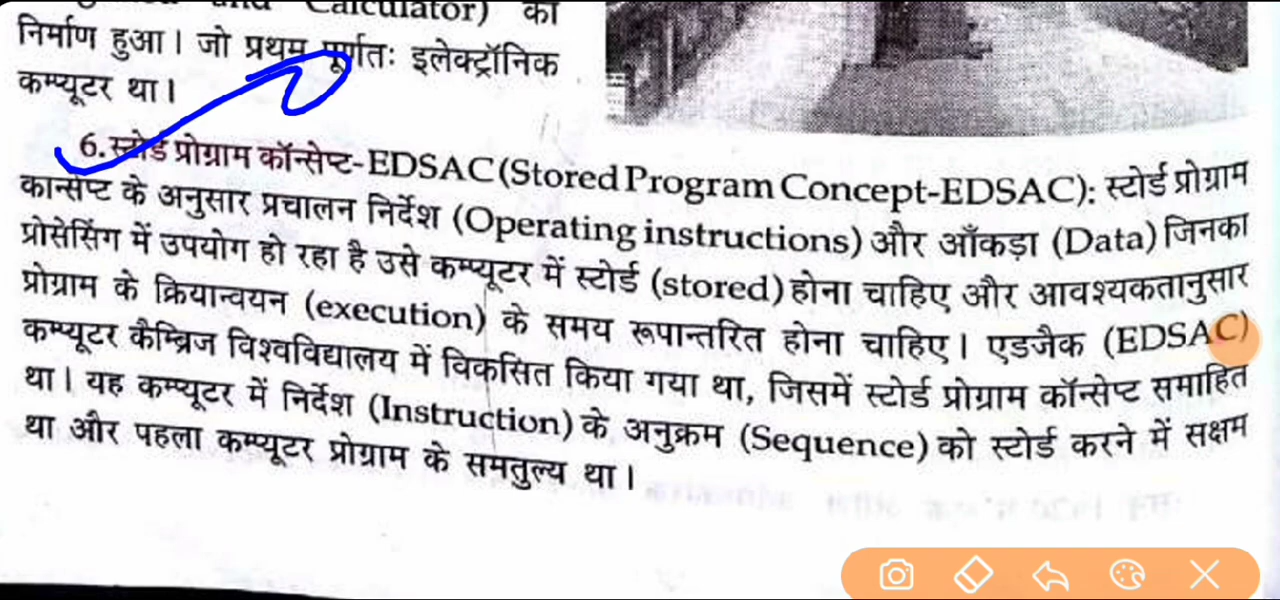 and Calculator) का
निर्माण हुआ। जो प्रथम पूर्णतः इलेक्ट्रॉनिक
कम्प्यूटर था।
6. स्टोर्ड प्रोग्राम कॉन्सेप्ट-EDSAC (Stored Program Concept-EDSAC): स्टोर्ड प्रोग्राम
कान्सेप्ट के अनुसार प्रचालन निर्देश (Operating instructions) और आँकड़ा (Data) जिनका
प्रोसेसिंग में उपयोग हो रहा है उसे कम्प्यूटर में स्टोर्ड (stored) होना चाहिए और आवश्यकतानुसार
प्रोग्राम के क्रियान्वयन (execution) के समय रूपान्तरित होना चाहिए। एडजैक (EDSAC)
कम्प्यूटर कैम्ब्रिज विश्वविद्यालय में विकसित किया गया था, जिसमें स्टोर्ड प्रोग्राम कॉन्सेप्ट समाहित
था। यह कम्प्यूटर में निर्देश (Instruction) के अनुक्रम (Sequence) को स्टोर्ड करने में सक्षम
था और पहला कम्प्यूटर प्रोग्राम के समतुल्य था।